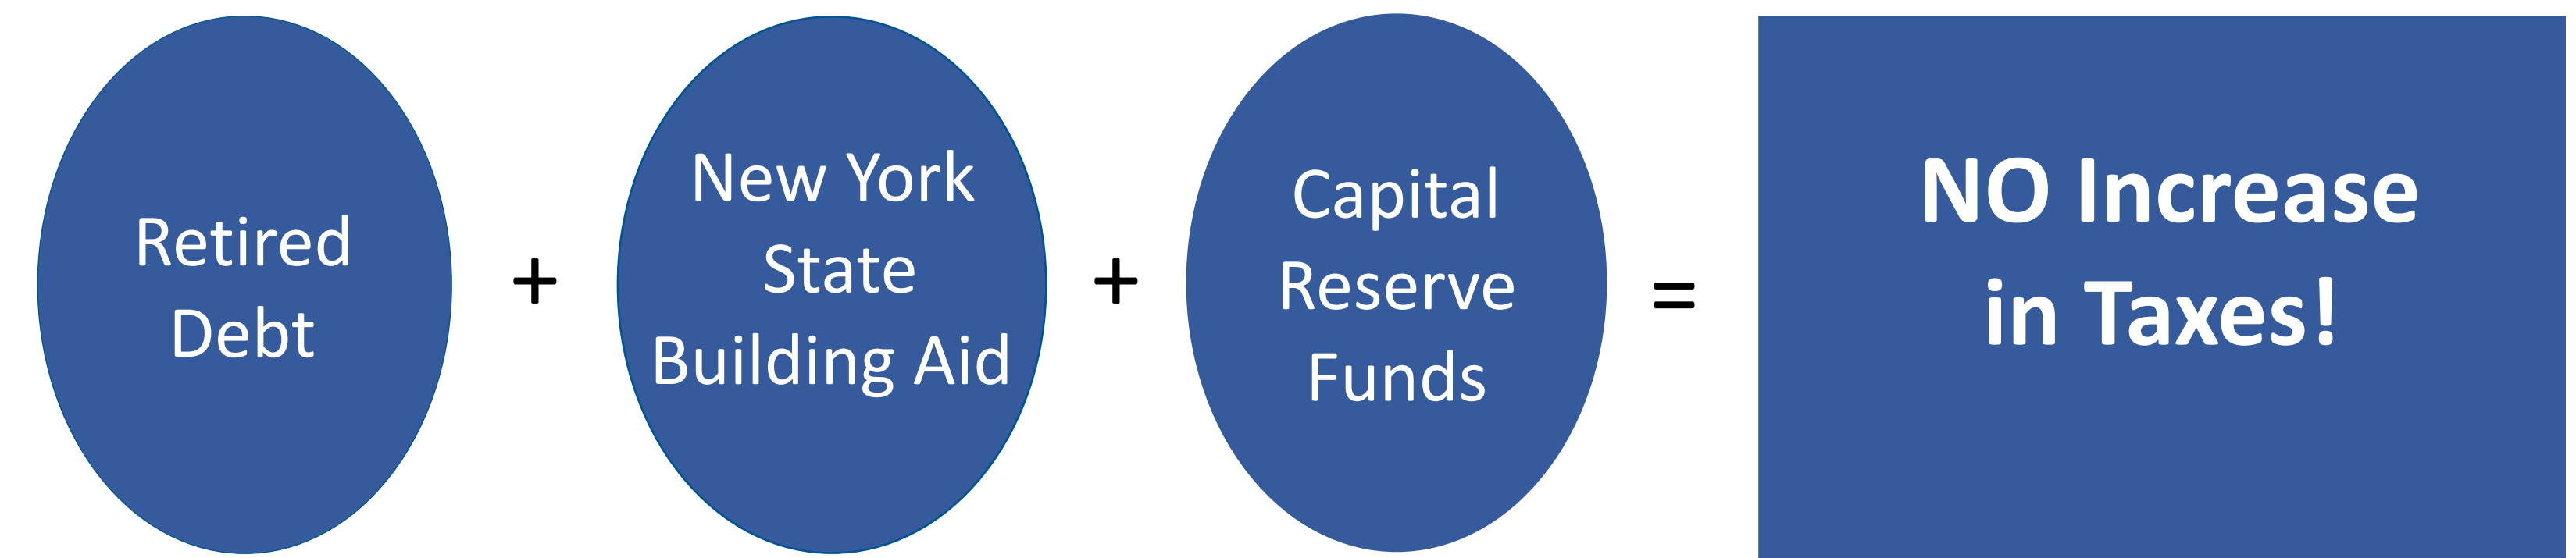 Retired
Debt
+
New York
State
Building Aid
+
Capital
Reserve
Funds
=
NO Increase
in Taxes!